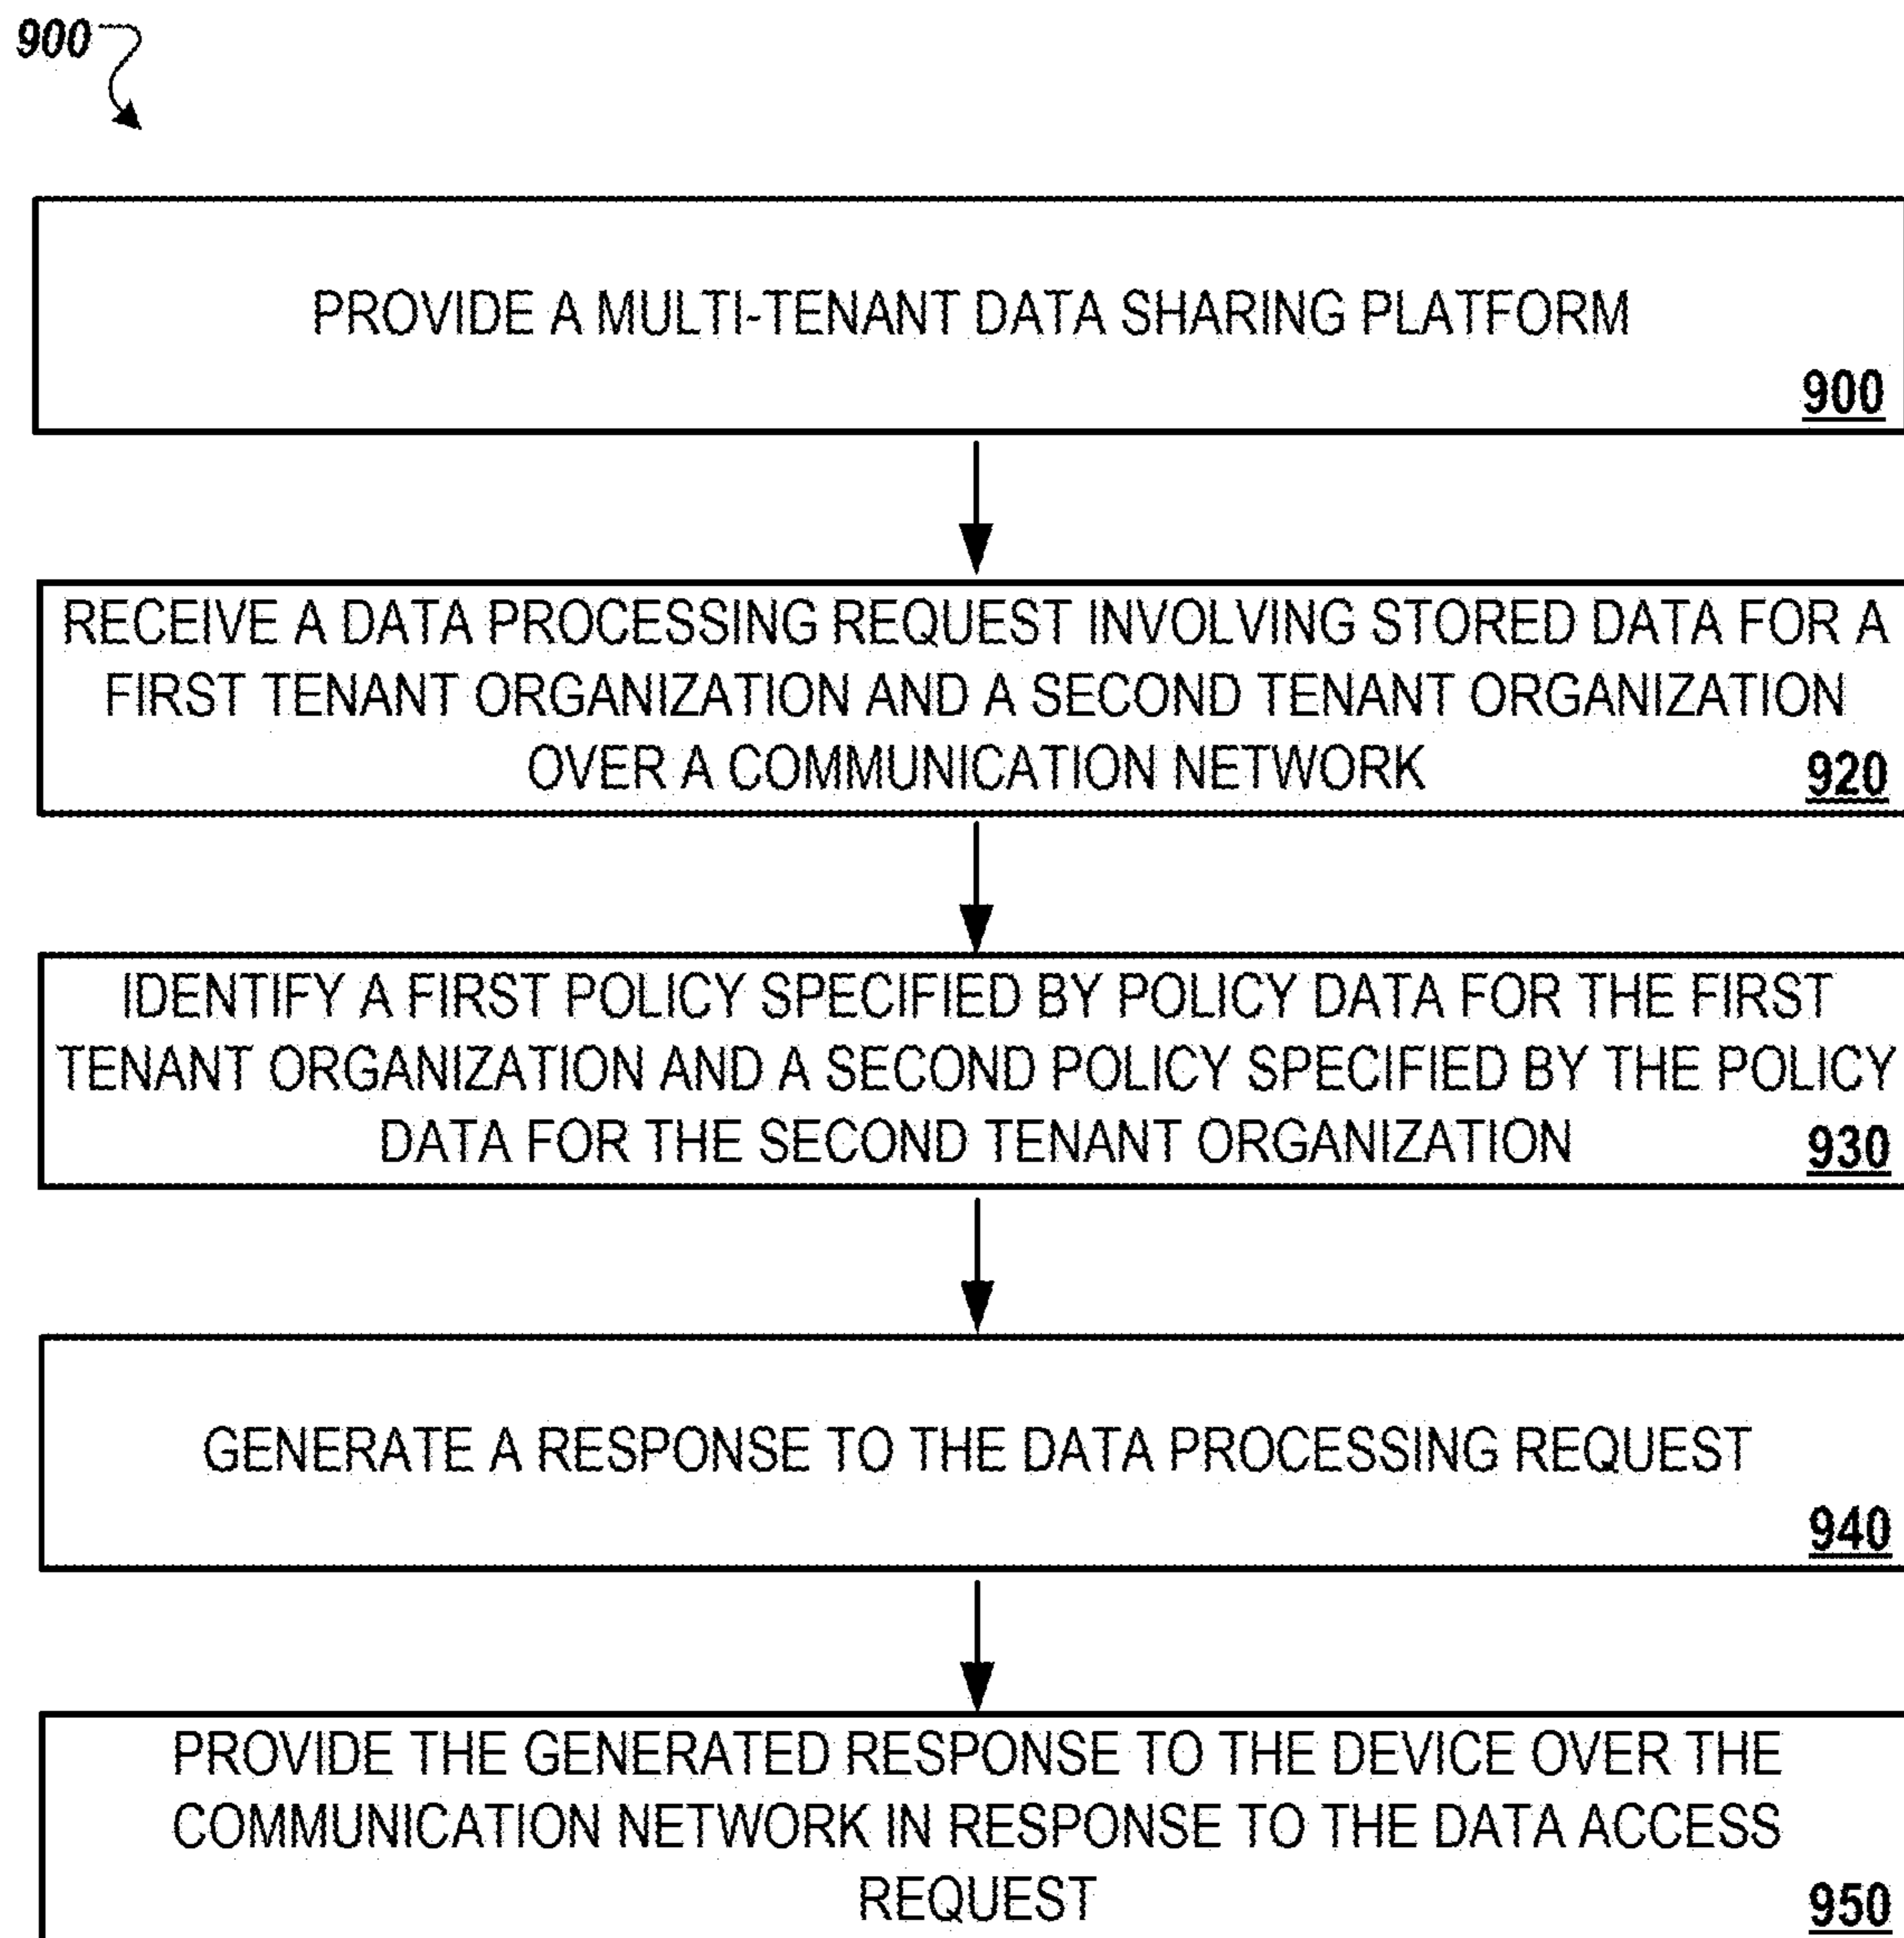 900
PROVIDE A MULTI-TENANT DATA SHARING PLATFORM
900
RECEIVE A DATA PROCESSING REQUEST INVOLVING STORED DATA FOR A
FIRST TENANT ORGANIZATION AND A SECOND TENANT ORGANIZATION
OVER A COMMUNICATION NETWORK
920
IDENTIFY A FIRST POLICY SPECIFIED BY POLICY DATA FOR THE FIRST
TENANT ORGANIZATION AND A SECOND POLICY SPECIFIED BY THE POLICY
DATA FOR THE SECOND TENANT ORGANIZATION
930
GENERATE A RESPONSE TO THE DATA PROCESSING REQUEST
940
PROVIDE THE GENERATED RESPONSE TO THE DEVICE OVER THE
COMMUNICATION NETWORK IN RESPONSE TO THE DATA ACCESS
REQUEST
950